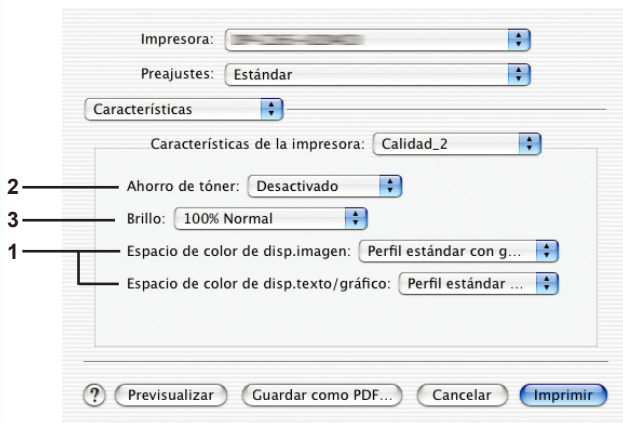 Impresora:
Preajustes: Estándar
Características
Características de la impresora: Calidad_2
2 Ahorro de tóner: Desactivado
3 Brillo: 100% Normal
1 Espacio de color de disp.imagen: Perfil estándar con g...
Espacio de color de disp.texto/gráfico: Perfil estándar ...
? Previsualizar Guardar como PDF... Cancelar Imprimir